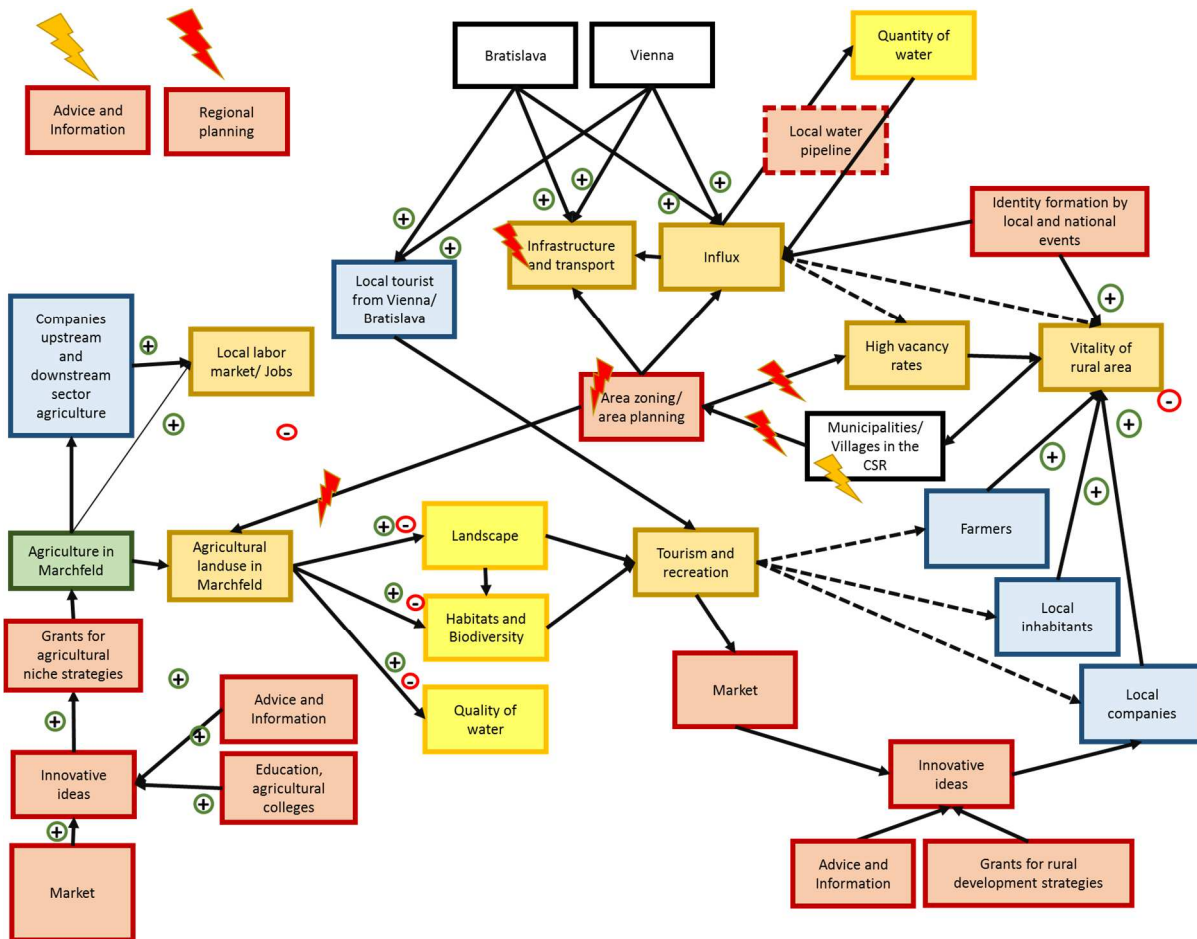 Advice and
Information
Regional
planning
Bratislava
Vienna
Quantity of
water
Local water
pipeline
Identity formation by
local and national
events
+
+
+
+
+
+
+
Infrastructure
and transport
Influx
Local tourist
from Vienna/
Bratislava
Companies
upstream
and
downstream
sector
agriculture
+
+
-
Local labor
market/ Jobs
High vacancy
rates
Vitality of
rural area
-
Area zoning/
area planning
Municipalities/
Villages in the
CSR
+
+
+
Agriculture in
Marchfeld
Agricultural
landuse in
Marchfeld
+ -
+ -
+ -
Landscape
Habitats and
Biodiversity
Quality of
water
Tourism and
recreation
Farmers
Local
inhabitants
Local
companies
Grants for
agricultural
niche strategies
+
+
+
+
+
Advice and
Information
Education,
agricultural
colleges
Innovative
ideas
Market
Market
Innovative
ideas
Advice and
Information
Grants for rural
development strategies